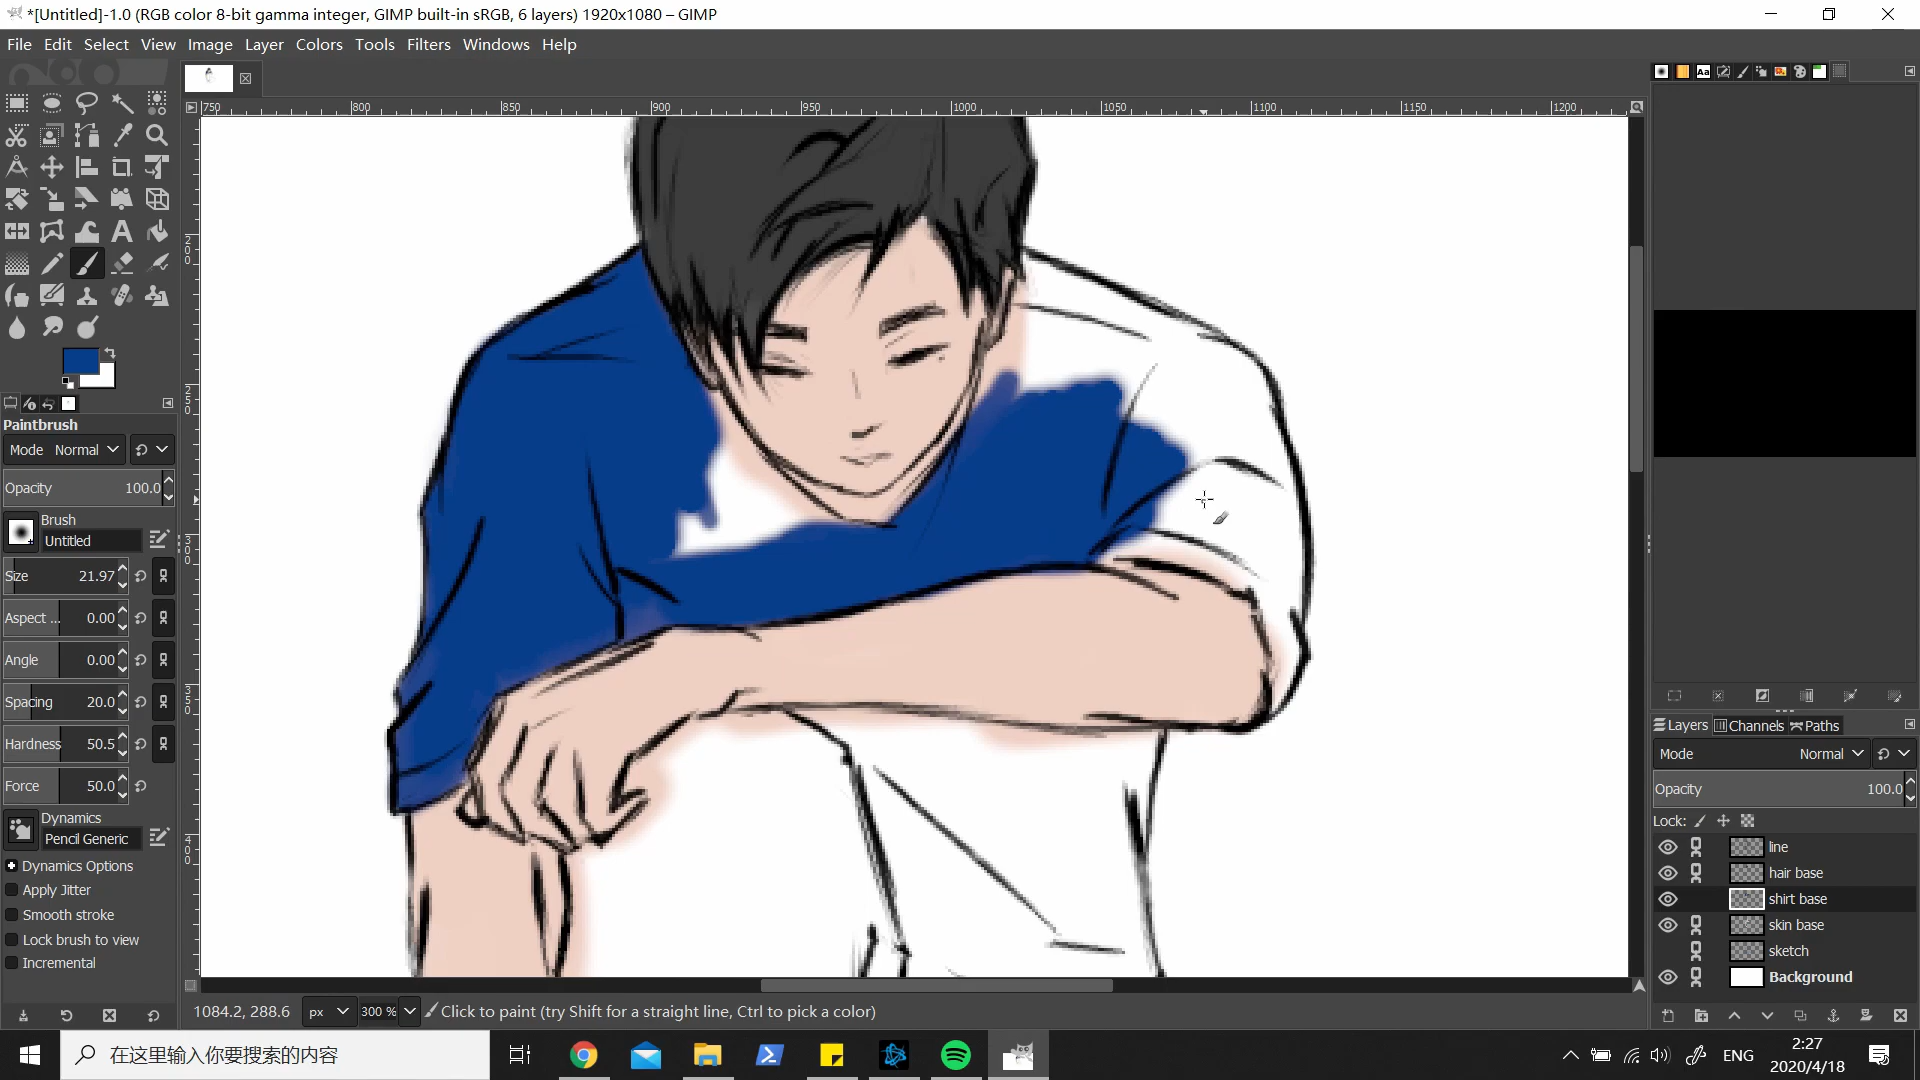 *[Untitled]-1.0 (RGB color 8-bit gamma integer, GIMP built-in sRGB, 6 layers) 1920x1080 – GIMP
File Edit Select View Image Layer Colors Tools Filters Windows Help
750 800 850 900 950 1000 1050 1100 1150 1200
200
250
300
350
400
Paintbrush
Mode Normal
Opacity 100.0
Brush
Untitled
Size 21.97
Aspect ... 0.00
Angle 0.00
Spacing 20.0
Hardness 50.5
Force 50.0
Dynamics
Pencil Generic
Dynamics Options
Apply Jitter
Smooth stroke
Lock brush to view
Incremental
Aa
Layers Channels Paths
Mode Normal
Opacity 100.0
Lock:
line
hair base
shirt base
skin base
sketch
Background
1084.2, 288.6 px 300 % Click to paint (try Shift for a straight line, Ctrl to pick a color)
在这里输入你要搜索的内容
ENG
2:27
2020/4/18